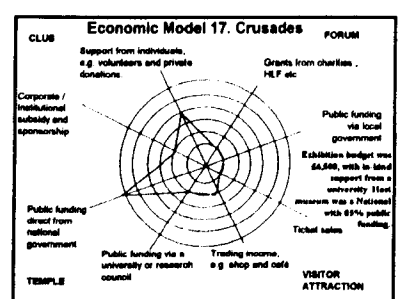 Economic Model 17. Crusades
CLUB
FORUM
Support from individuals,
e.g. volunteers and private
donations.
Grants from charities,
HLF etc
Corporate /
Institutional
subsidy and
sponsorship
Public funding
via local
government
Exhibition budget was
£6,500, with in-kind
support from a
university. Host
museum was a National
with 85% public
funding.
Ticket sales
Public funding
direct from
national
government
Public funding via a
university or research
council
Trading income,
e.g. shop and café
TEMPLE
VISITOR
ATTRACTION